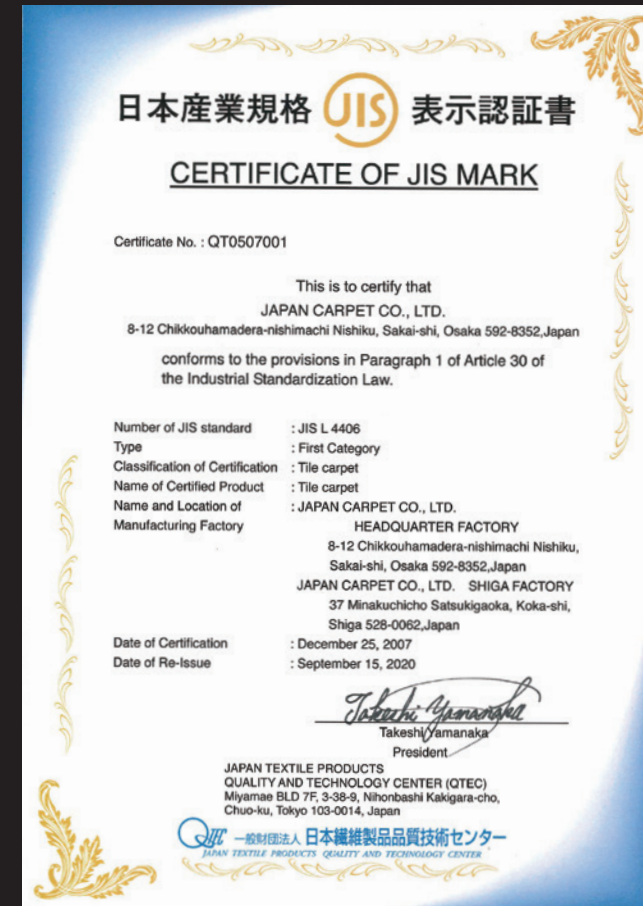 日本産業規格 JIS 表示認証書
CERTIFICATE OF JIS MARK
Certificate No. : QT0507001
This is to certify that
JAPAN CARPET CO., LTD.
8-12 Chikkouhamadera-nishimachi Nishiku, Sakai-shi, Osaka 592-8352,Japan
conforms to the provisions in Paragraph 1 of Article 30 of
the Industrial Standardization Law.
Number of JIS standard : JIS L 4406
Type : First Category
Classification of Certification : Tile carpet
Name of Certified Product : Tile carpet
Name and Location of : JAPAN CARPET CO., LTD.
Manufacturing Factory HEADQUARTER FACTORY
8-12 Chikkouhamadera-nishimachi Nishiku,
Sakai-shi, Osaka 592-8352,Japan
JAPAN CARPET CO., LTD. SHIGA FACTORY
37 Minakuchicho Satsukigaoka, Koka-shi,
Shiga 528-0062,Japan
Date of Certification : December 25, 2007
Date of Re-Issue : September 15, 2020
Takeshi Yamanaka
Takeshi Yamanaka
President
JAPAN TEXTILE PRODUCTS
QUALITY AND TECHNOLOGY CENTER (QTEC)
Miyamae BLD 7F, 3-38-9, Nihonbashi Kakigara-cho,
Chuo-ku, Tokyo 103-0014, Japan
QTEC 一般財団法人 日本繊維製品品質技術センター
JAPAN TEXTILE PRODUCTS QUALITY AND TECHNOLOGY CENTER